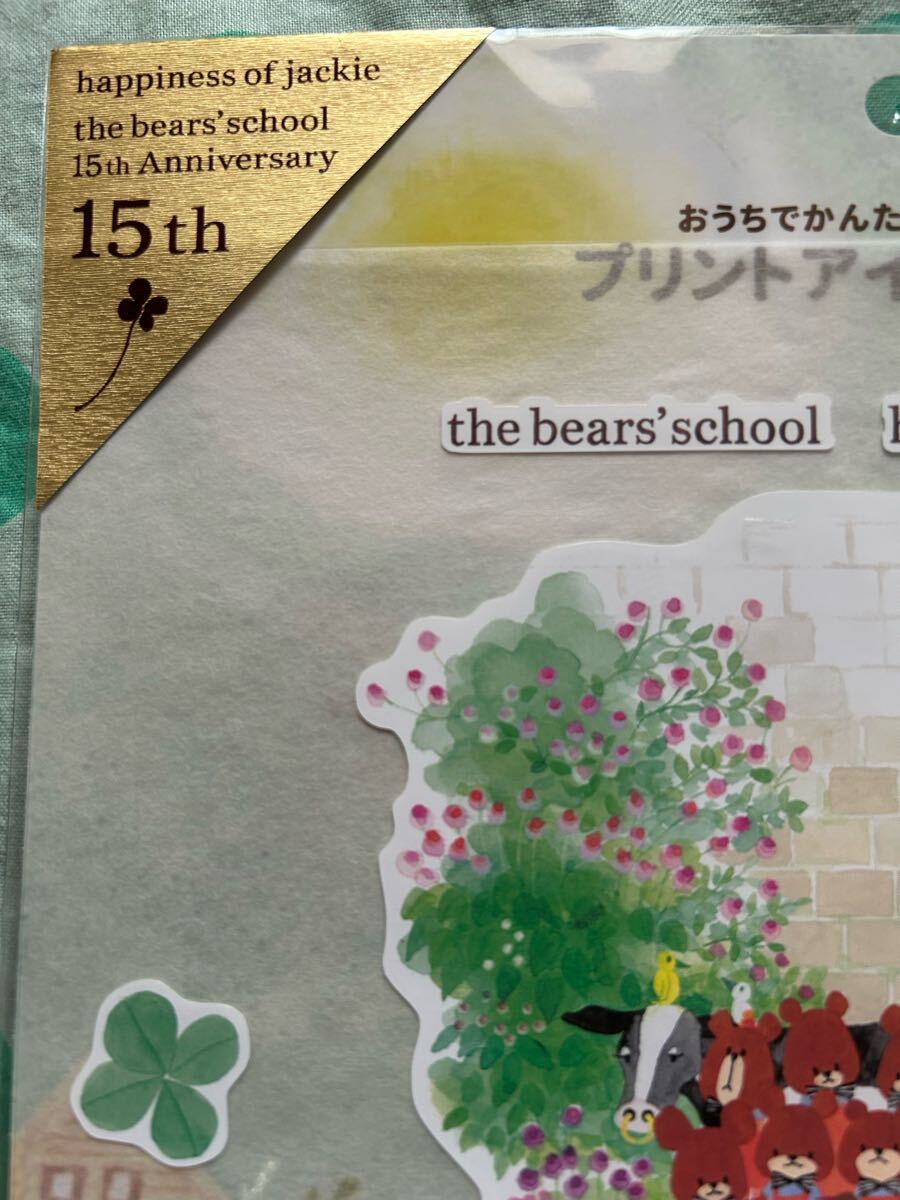 happiness of jackie
the bears'school
15th Anniversary
15th
おうちでかんた
プリントアイ
the bears'school